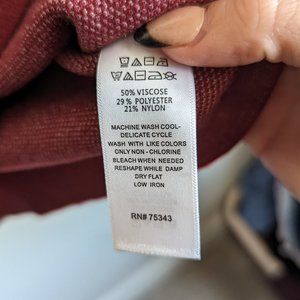 50% VISCOSE
29% POLYESTER
21% NYLON
MACHINE WASH COOL-
DELICATE CYCLE
WASH WITH LIKE COLORS
ONLY NON - CHLORINE
BLEACH WHEN NEEDED
RESHAPE WHILE DAMP
DRY FLAT
LOW IRON
RN# 75343